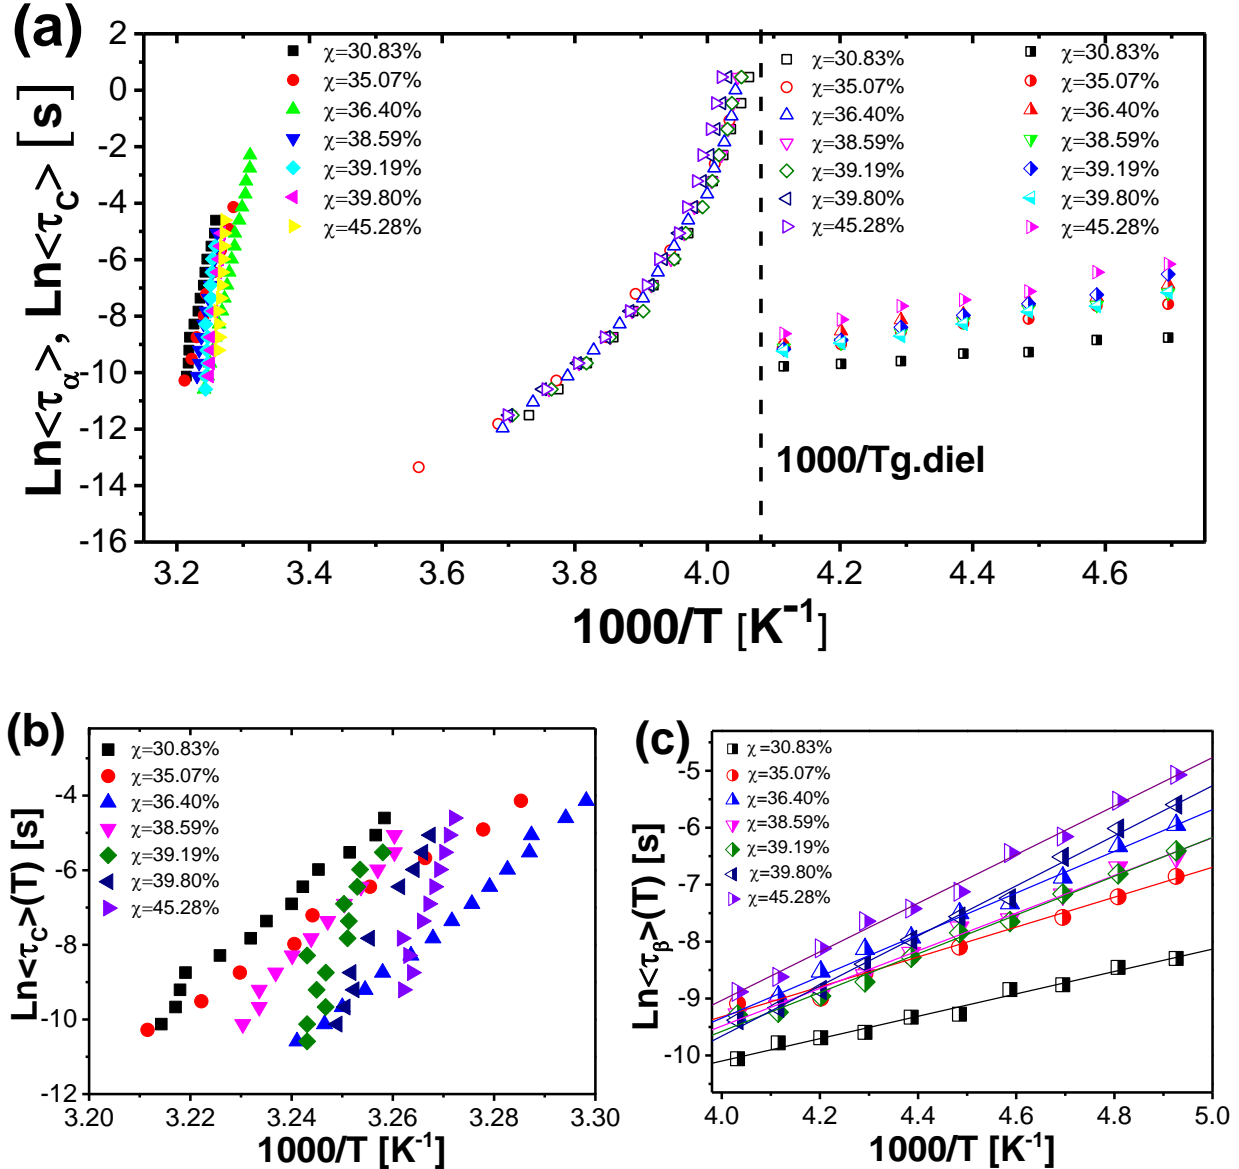 (a)
Ln<τα>, Ln<τC> [s]
2
0
-2
-4
-6
-8
-10
-12
-14
-16
χ=30.83%
χ=35.07%
χ=36.40%
χ=38.59%
χ=39.19%
χ=39.80%
χ=45.28%
χ=30.83%
χ=35.07%
χ=36.40%
χ=38.59%
χ=39.19%
χ=39.80%
χ=45.28%
χ=30.83%
χ=35.07%
χ=36.40%
χ=38.59%
χ=39.19%
χ=39.80%
χ=45.28%
1000/Tg.diel
3.2 3.4 3.6 3.8 4.0 4.2 4.4 4.6
1000/T [K-1]
(b)
Ln<τC>(T) [s]
-4
-6
-8
-10
-12
χ=30.83%
χ=35.07%
χ=36.40%
χ=38.59%
χ=39.19%
χ=39.80%
χ=45.28%
3.20 3.22 3.24 3.26 3.28 3.30
1000/T [K-1]
(c)
Ln<τβ>(T) [s]
-5
-6
-7
-8
-9
-10
χ=30.83%
χ=35.07%
χ=36.40%
χ=38.59%
χ=39.19%
χ=39.80%
χ=45.28%
4.0 4.2 4.4 4.6 4.8 5.0
1000/T [K-1]